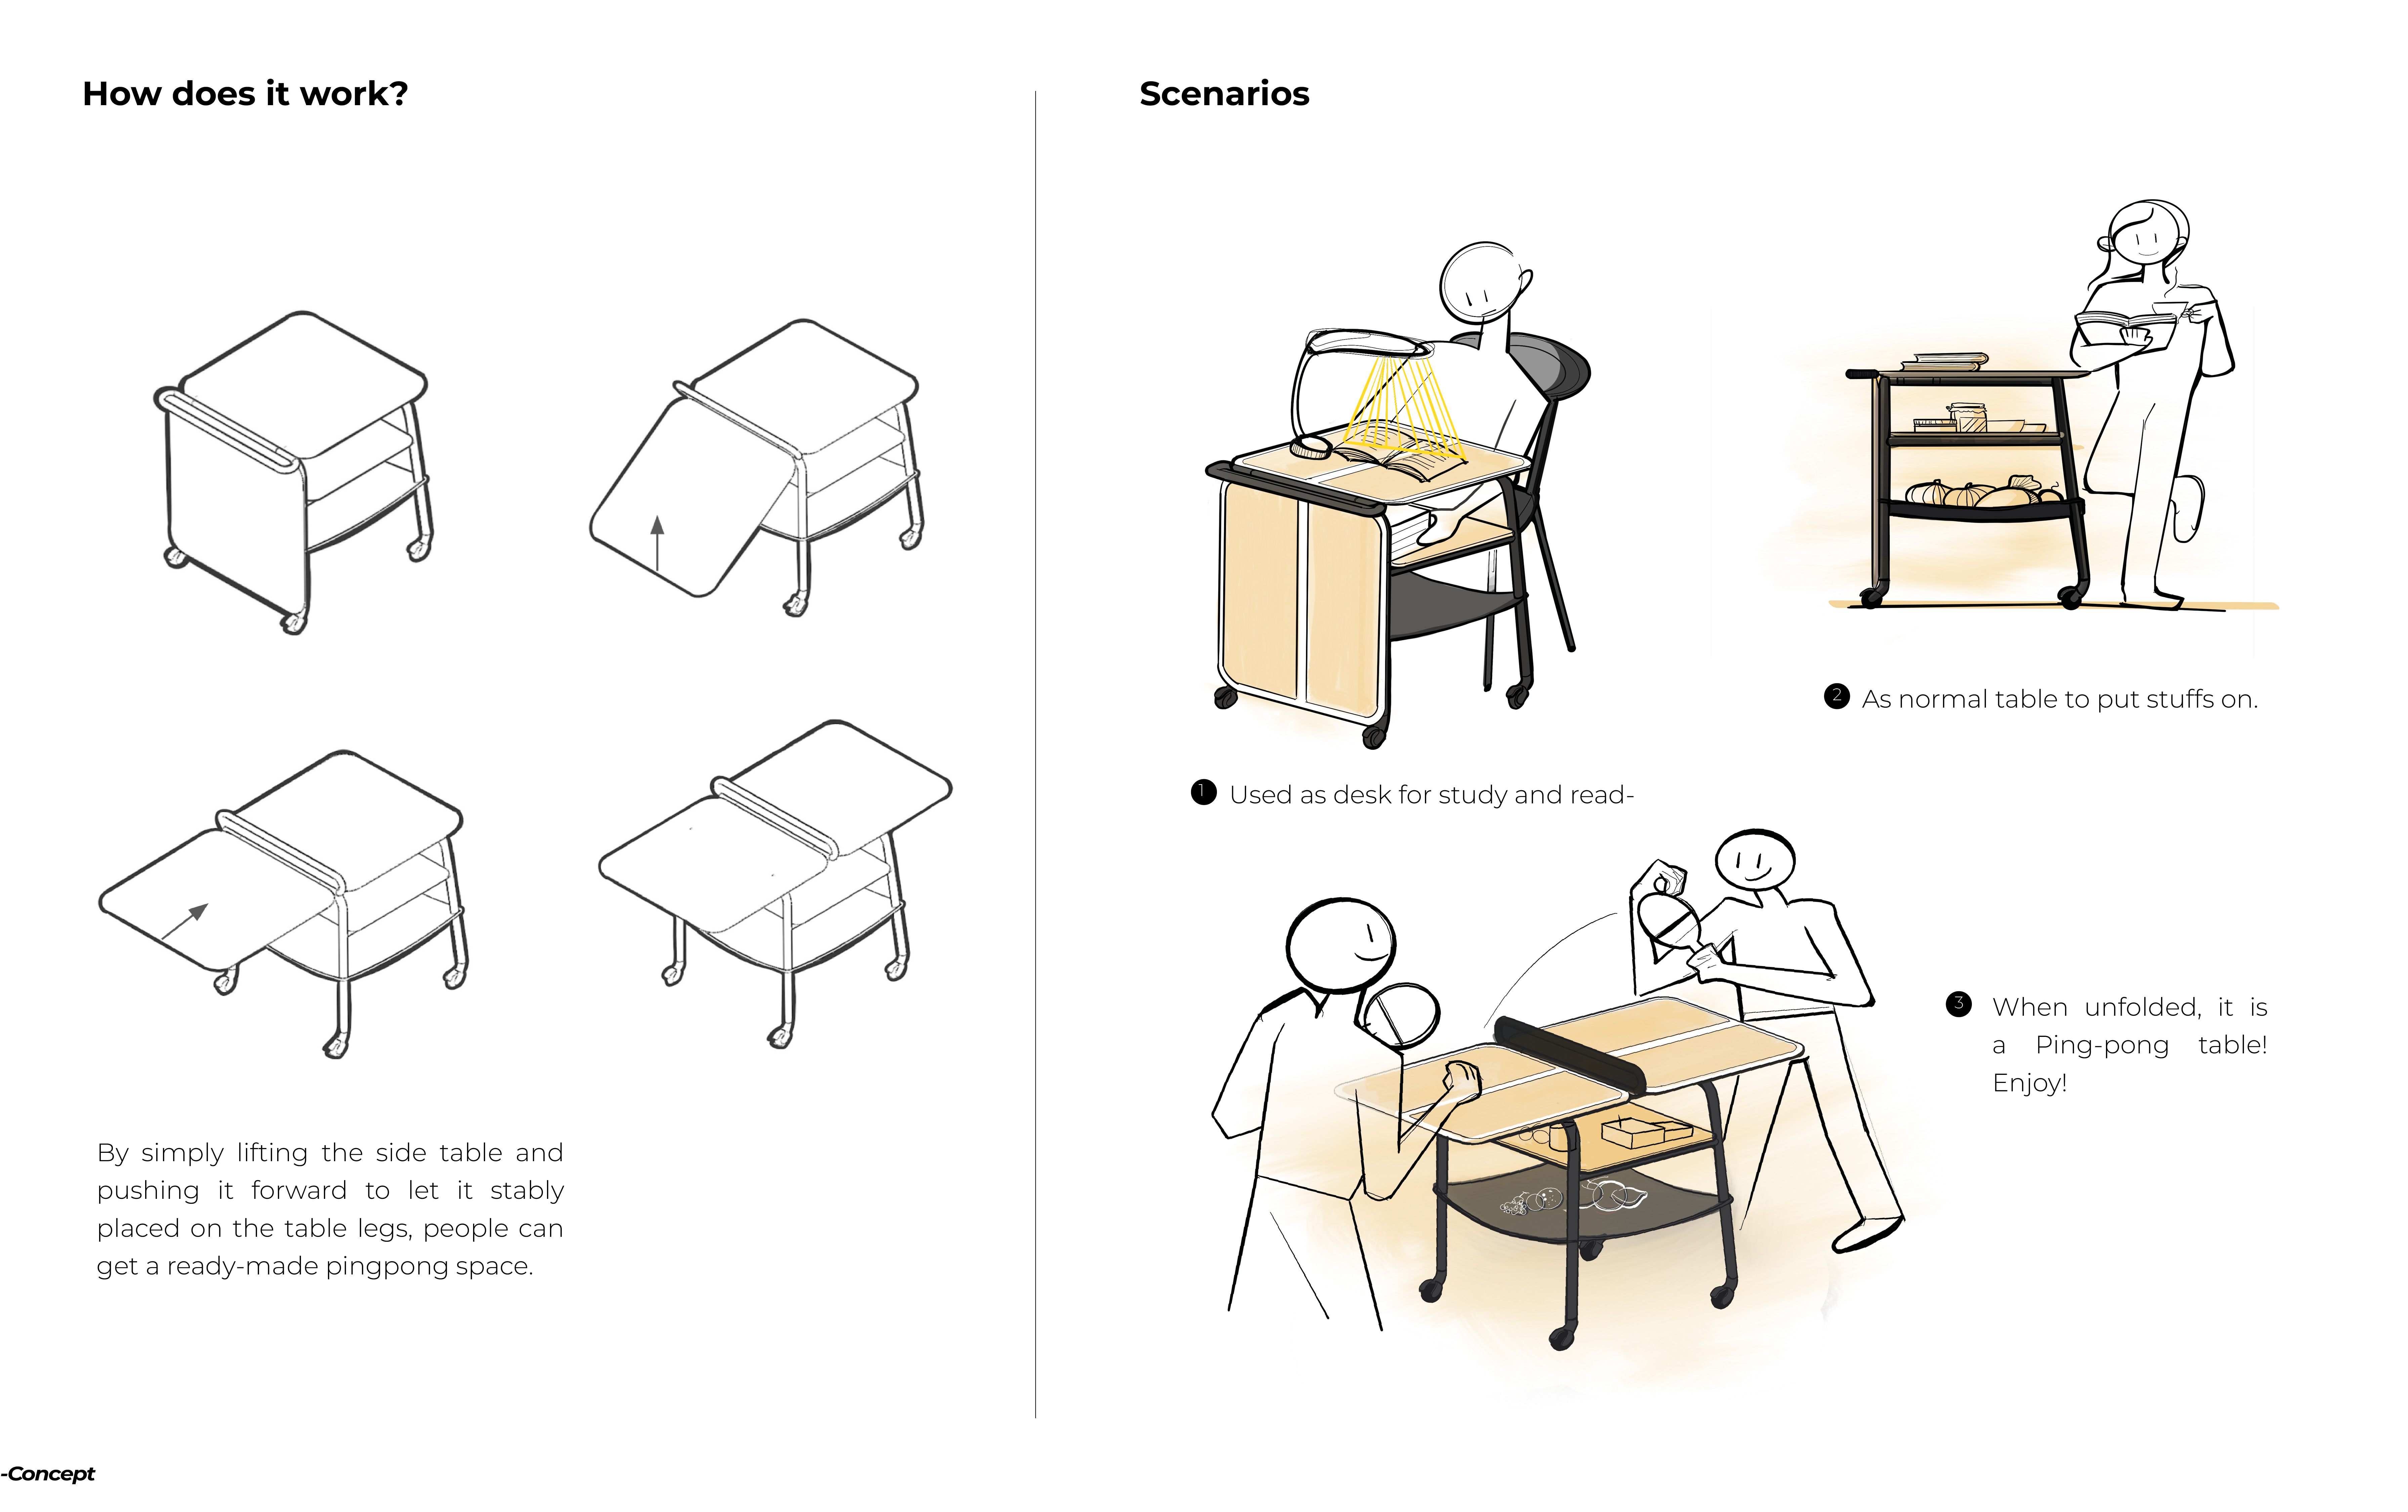 How does it work?
By simply lifting the side table and
pushing it forward to let it stably
placed on the table legs, people can
get a ready-made pingpong space.
Scenarios
1 Used as desk for study and read-
2 As normal table to put stuffs on.
3 When unfolded, it is
a Ping-pong table!
Enjoy!
-Concept